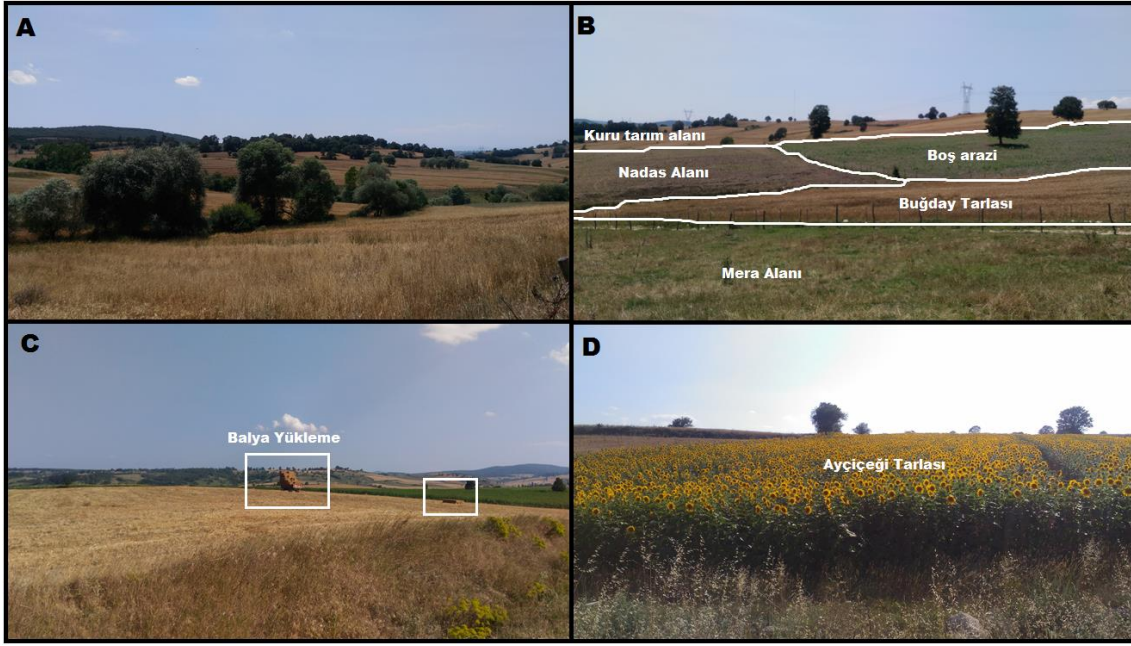 A
B
Kuru tarım alanı
Boş arazi
Nadas Alanı
Buğday Tarlası
Mera Alanı
C
Balya Yükleme
D
Ayçiçeği Tarlası